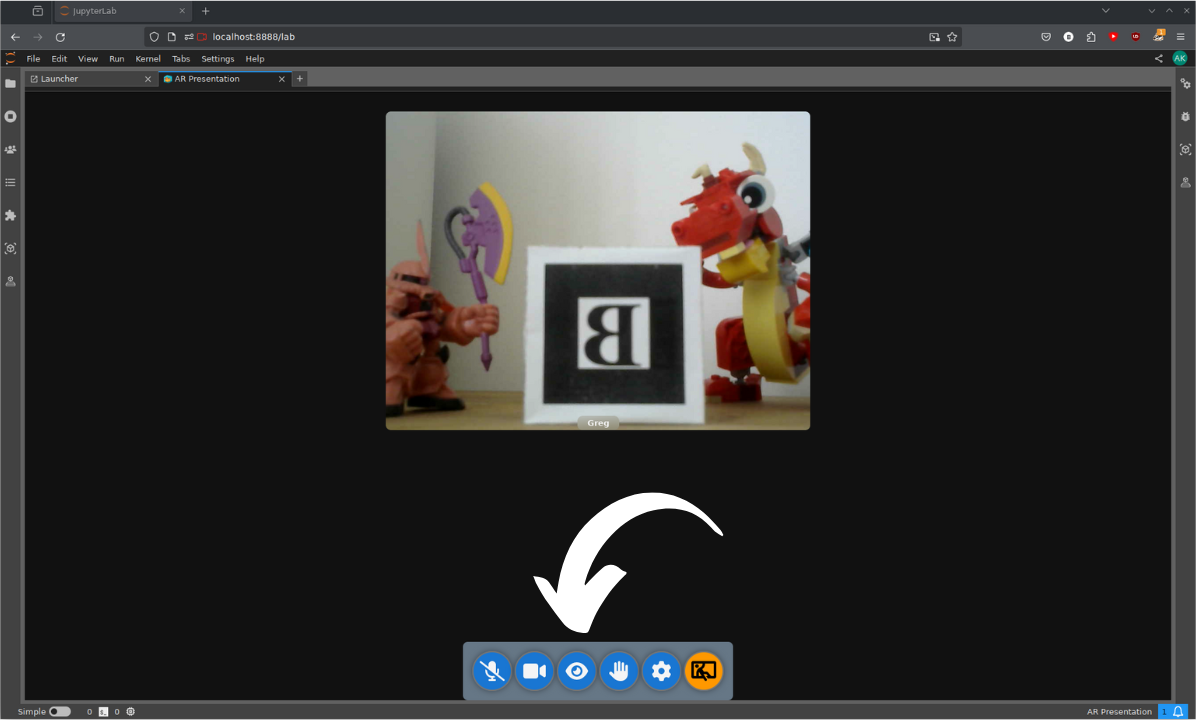 JupyterLab
localhost:8888/lab
File Edit View Run Kernel Tabs Settings Help
AK
Launcher
AR Presentation
B
Greg
Simple
0
0
AR Presentation
1